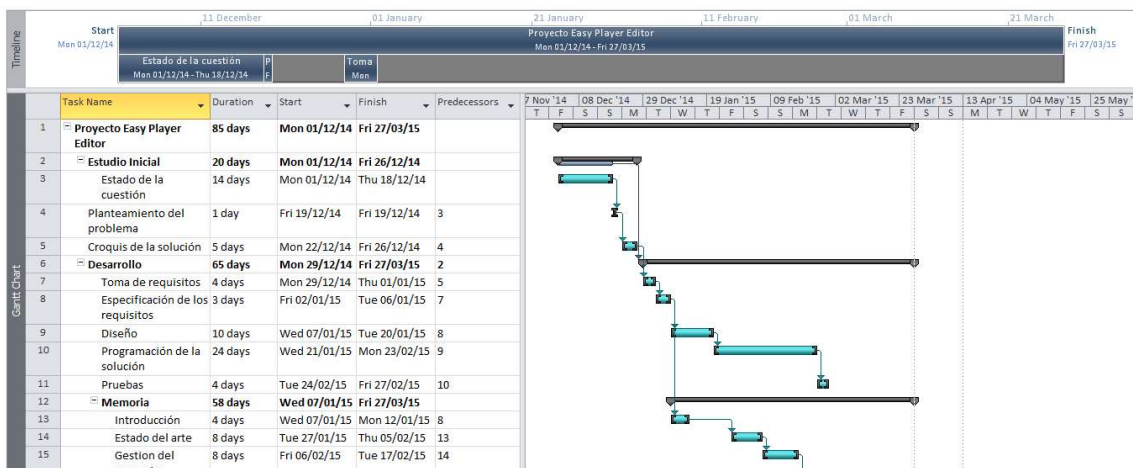 11 December 01 January 21 January 11 February 01 March 21 March
Timeline
Start
Mon 01/12/14
Proyecto Easy Player Editor
Mon 01/12/14 - Fri 27/03/15
Finish
Fri 27/03/15
Estado de la cuestión
Mon 01/12/14 - Thu 18/12/14
P
F
Toma
Mon
Gantt Chart
Task Name Duration Start Finish Predecessors
7 Nov '14 08 Dec '14 29 Dec '14 19 Jan '15 09 Feb '15 02 Mar '15 23 Mar '15 13 Apr '15 04 May '15 25 May '
T F S S M T W T F S S M T W T F S S M T W T F S S
1 Proyecto Easy Player 85 days Mon 01/12/14 Fri 27/03/15
Editor
2 Estudio Inicial 20 days Mon 01/12/14 Fri 26/12/14
3 Estado de la 14 days Mon 01/12/14 Thu 18/12/14
cuestión
4 Planteamiento del 1 day Fri 19/12/14 Fri 19/12/14 3
problema
5 Croquis de la solución 5 days Mon 22/12/14 Fri 26/12/14 4
6 Desarrollo 65 days Mon 29/12/14 Fri 27/03/15 2
7 Toma de requisitos 4 days Mon 29/12/14 Thu 01/01/15 5
8 Especificación de los 3 days Fri 02/01/15 Tue 06/01/15 7
requisitos
9 Diseño 10 days Wed 07/01/15 Tue 20/01/15 8
10 Programación de la 24 days Wed 21/01/15 Mon 23/02/15 9
solución
11 Pruebas 4 days Tue 24/02/15 Fri 27/02/15 10
12 Memoria 58 days Wed 07/01/15 Fri 27/03/15
13 Introducción 4 days Wed 07/01/15 Mon 12/01/15 8
14 Estado del arte 8 days Tue 27/01/15 Thu 05/02/15 13
15 Gestion del 8 days Fri 06/02/15 Tue 17/02/15 14